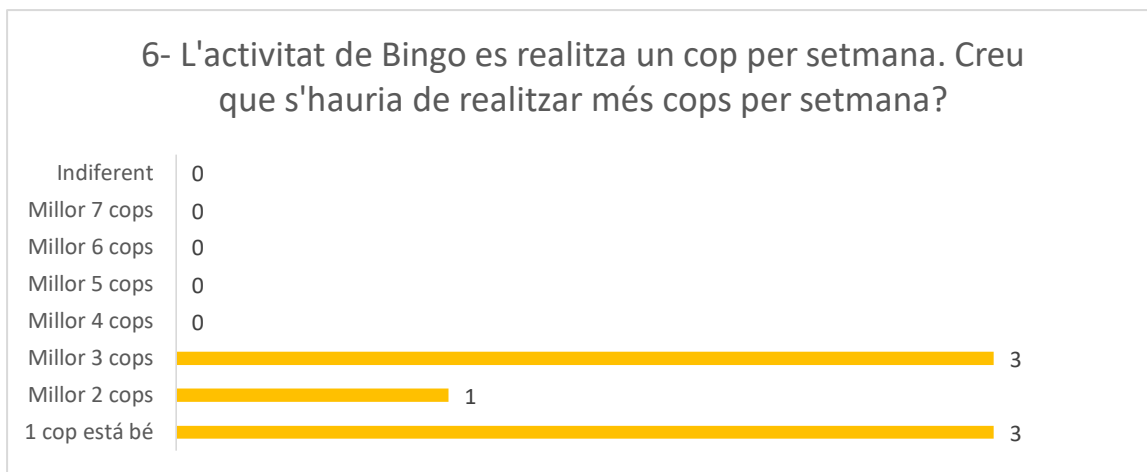 6- L'activitat de Bingo es realitza un cop per setmana. Creu
que s'hauria de realitzar més cops per setmana?
Indiferent 0
Millor 7 cops 0
Millor 6 cops 0
Millor 5 cops 0
Millor 4 cops 0
Millor 3 cops 3
Millor 2 cops 1
1 cop está bé 3